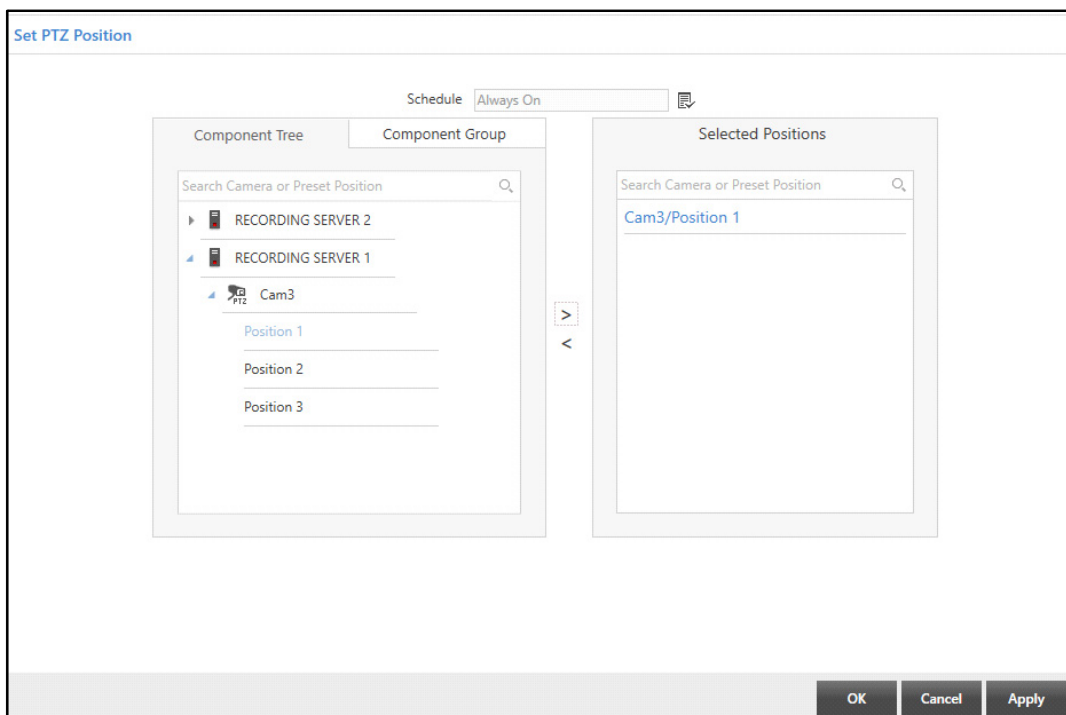 Set PTZ Position
Schedule Always On
Component Tree Component Group
Search Camera or Preset Position
RECORDING SERVER 2
RECORDING SERVER 1
PTZ Cam3
Position 1
Position 2
Position 3
>
<
Selected Positions
Search Camera or Preset Position
Cam3/Position 1
OK Cancel Apply